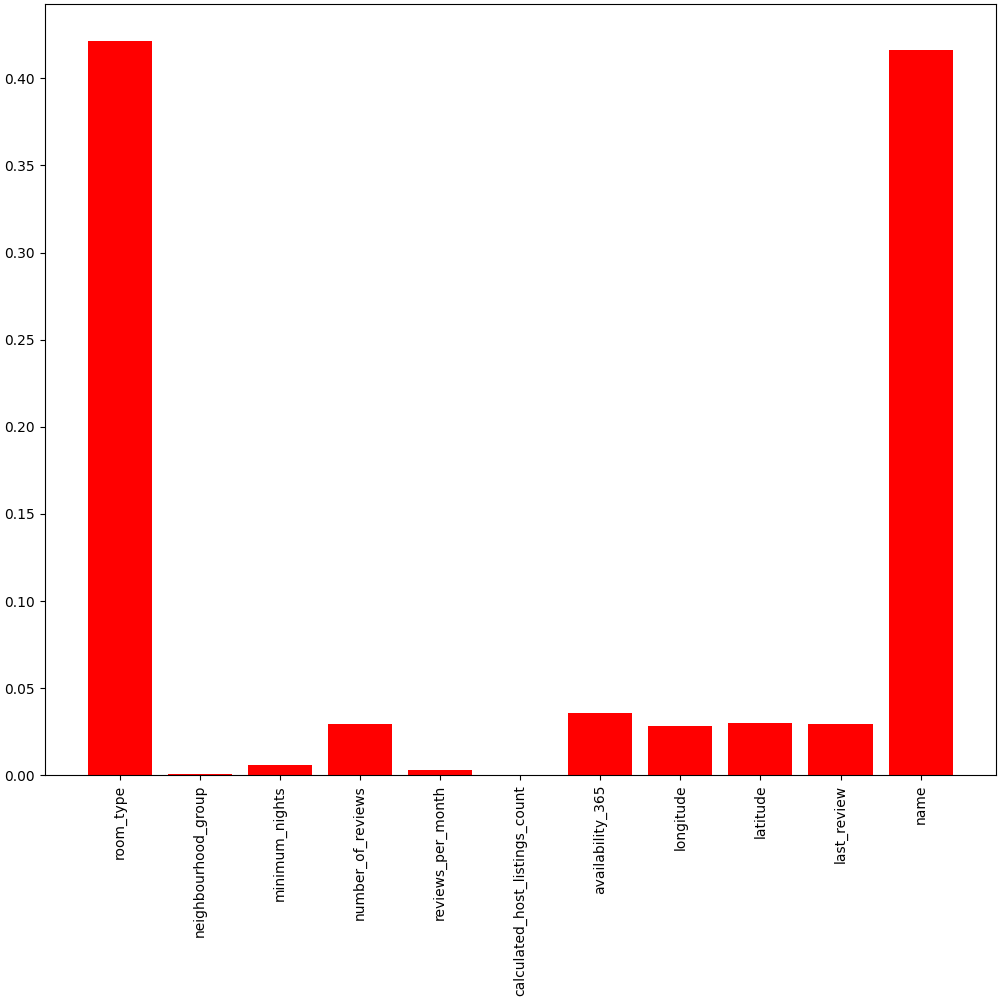 0.40
0.35
0.30
0.25
0.20
0.15
0.10
0.05
0.00
room_type
neighbourhood_group
minimum_nights
number_of_reviews
reviews_per_month
calculated_host_listings_count
availability_365
longitude
latitude
last_review
name